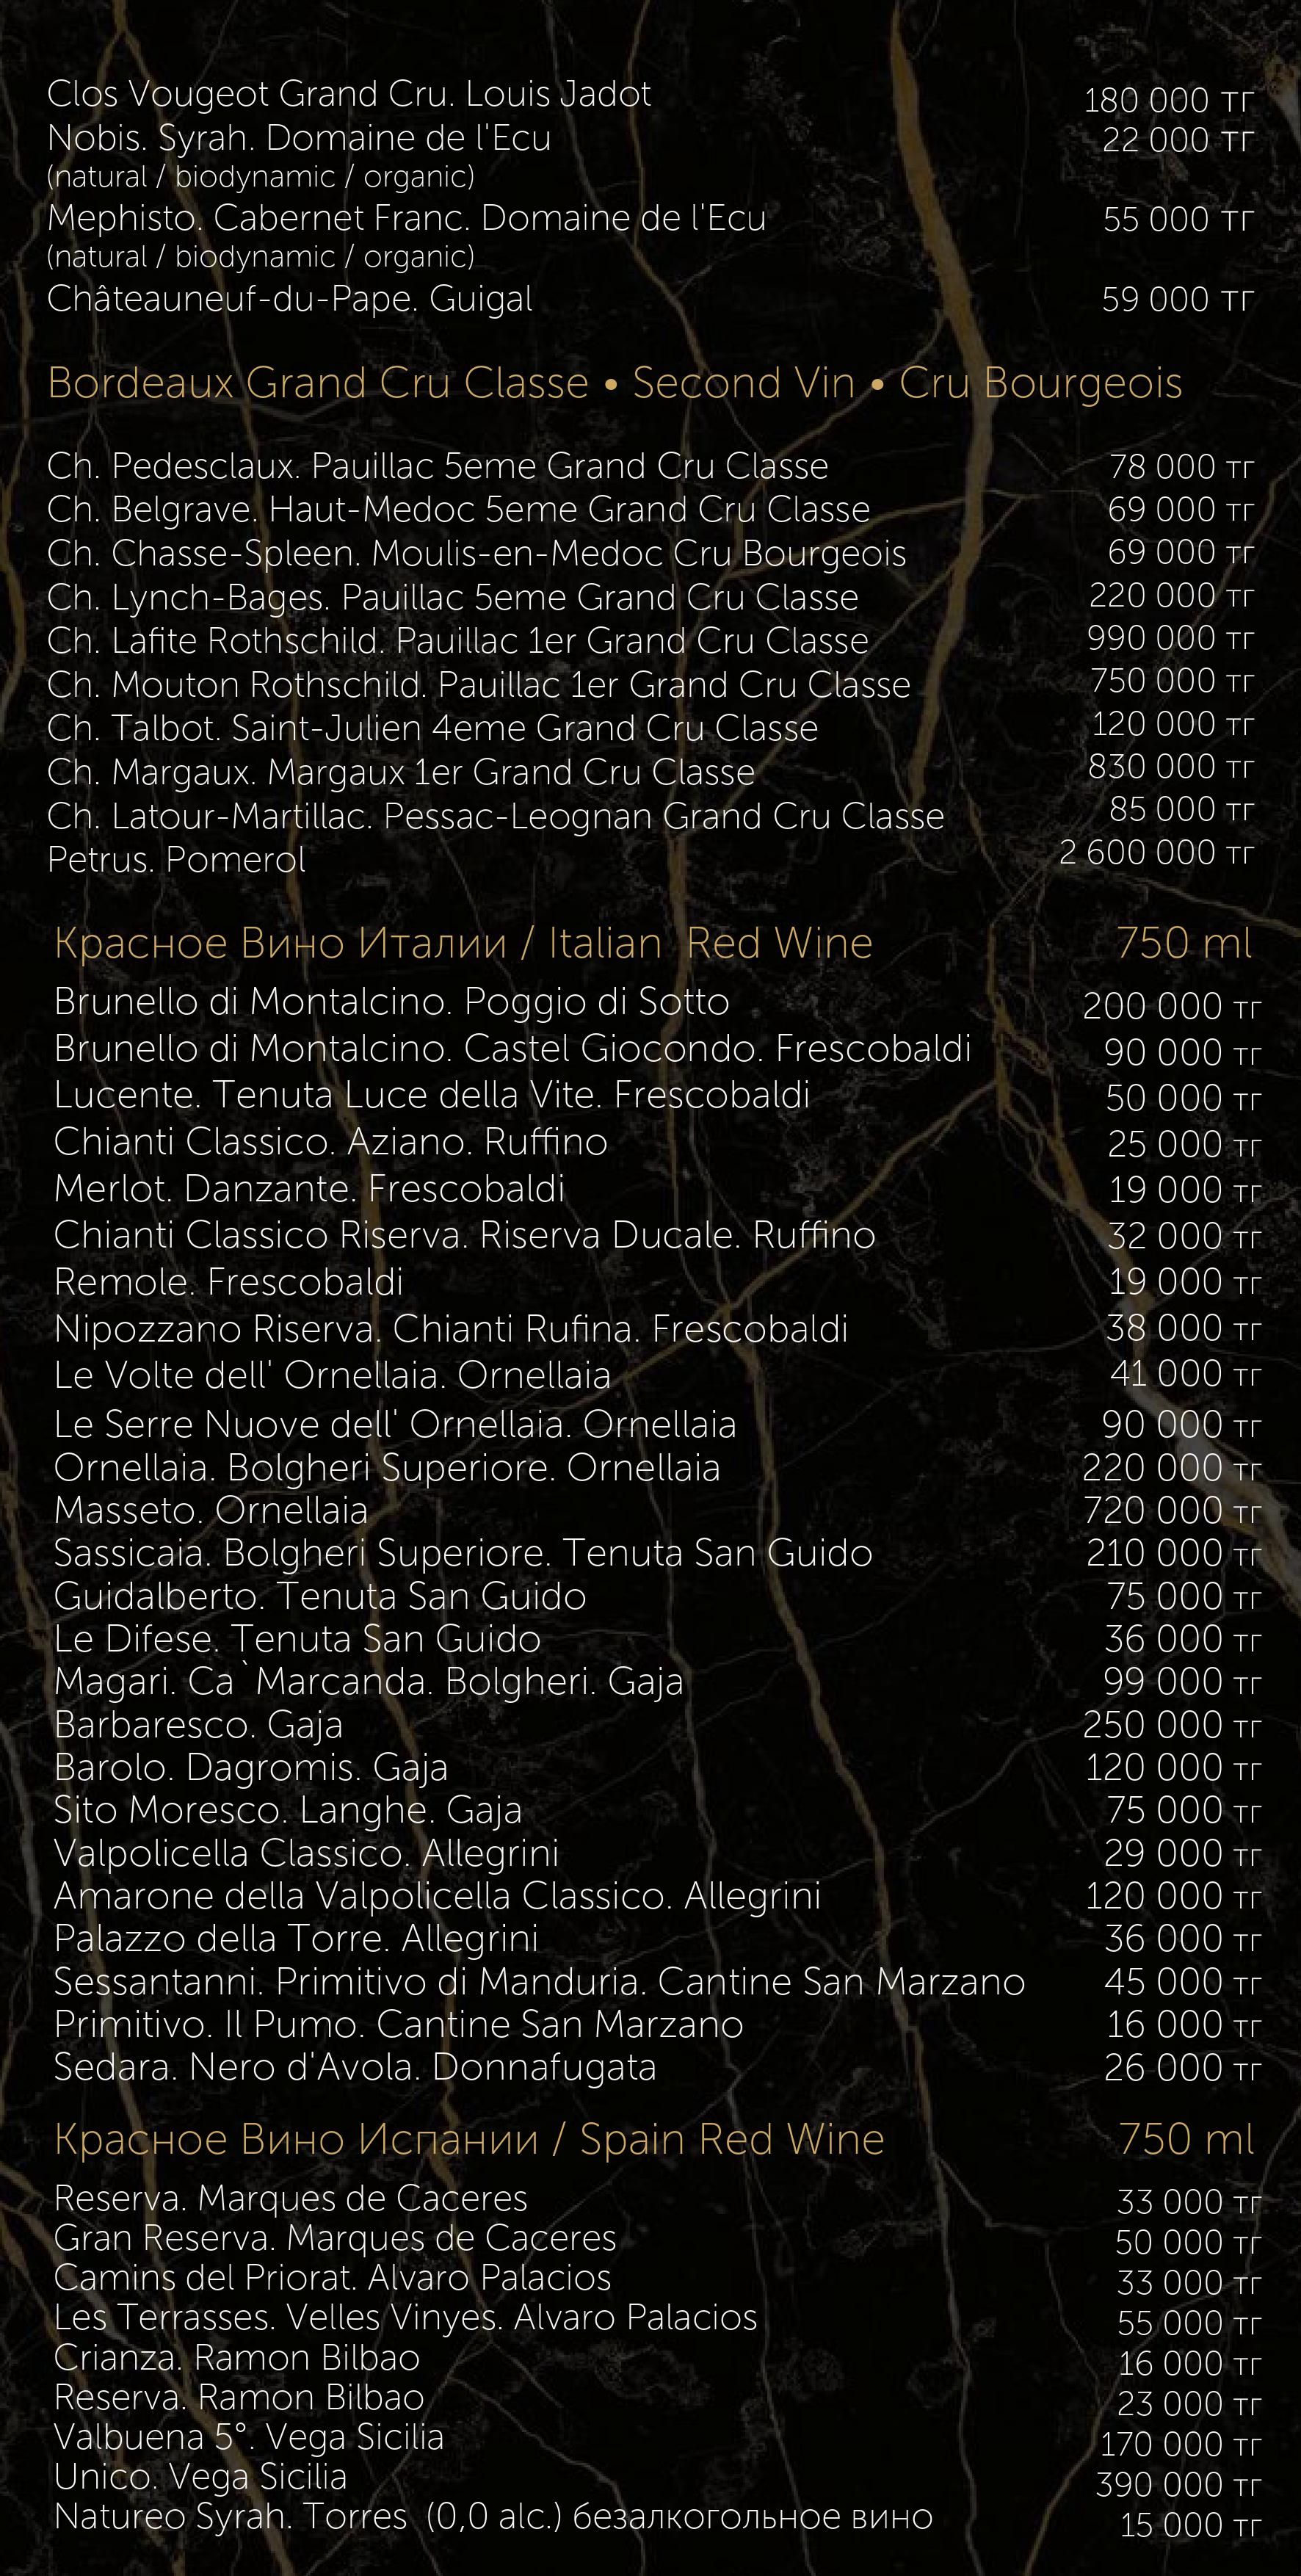 Clos Vougeot Grand Cru. Louis Jadot 180 000 тг
Nobis. Syrah. Domaine de l'Ecu 22 000 тг
(natural / biodynamic / organic)
Mephisto. Cabernet Franc. Domaine de l'Ecu 55 000 тг
(natural / biodynamic / organic)
Châteauneuf-du-Pape. Guigal 59 000 тг
Bordeaux Grand Cru Classe • Second Vin • Cru Bourgeois
Ch. Pedesclaux. Pauillac 5eme Grand Cru Classe 78 000 тг
Ch. Belgrave. Haut-Medoc 5eme Grand Cru Classe 69 000 тг
Ch. Chasse-Spleen. Moulis-en-Medoc Cru Bourgeois 69 000 тг
Ch. Lynch-Bages. Pauillac 5eme Grand Cru Classe 220 000 тг
Ch. Lafite Rothschild. Pauillac 1er Grand Cru Classe 990 000 тг
Ch. Mouton Rothschild. Pauillac 1er Grand Cru Classe 750 000 тг
Ch. Talbot. Saint-Julien 4eme Grand Cru Classe 120 000 тг
Ch. Margaux. Margaux 1er Grand Cru Classe 830 000 тг
Ch. Latour-Martillac. Pessac-Leognan Grand Cru Classe 85 000 тг
Petrus. Pomerol 2 600 000 тг
Красное Вино Италии / Italian Red Wine 750 ml
Brunello di Montalcino. Poggio di Sotto 200 000 тг
Brunello di Montalcino. Castel Giocondo. Frescobaldi 90 000 тг
Lucente. Tenuta Luce della Vite. Frescobaldi 50 000 тг
Chianti Classico. Aziano. Ruffino 25 000 тг
Merlot. Danzante. Frescobaldi 19 000 тг
Chianti Classico Riserva. Riserva Ducale. Ruffino 32 000 тг
Remole. Frescobaldi 19 000 тг
Nipozzano Riserva. Chianti Rufina. Frescobaldi 38 000 тг
Le Volte dell' Ornellaia. Ornellaia 41 000 тг
Le Serre Nuove dell' Ornellaia. Ornellaia 90 000 тг
Ornellaia. Bolgheri Superiore. Ornellaia 220 000 тг
Masseto. Ornellaia 720 000 тг
Sassicaia. Bolgheri Superiore. Tenuta San Guido 210 000 тг
Guidalberto. Tenuta San Guido 75 000 тг
Le Difese. Tenuta San Guido 36 000 тг
Magari. Ca`Marcanda. Bolgheri. Gaja 99 000 тг
Barbaresco. Gaja 250 000 тг
Barolo. Dagromis. Gaja 120 000 тг
Sito Moresco. Langhe. Gaja 75 000 тг
Valpolicella Classico. Allegrini 29 000 тг
Amarone della Valpolicella Classico. Allegrini 120 000 тг
Palazzo della Torre. Allegrini 36 000 тг
Sessantanni. Primitivo di Manduria. Cantine San Marzano 45 000 тг
Primitivo. Il Pumo. Cantine San Marzano 16 000 тг
Sedara. Nero d'Avola. Donnafugata 26 000 тг
Красное Вино Испании / Spain Red Wine 750 ml
Reserva. Marques de Caceres 33 000 тг
Gran Reserva. Marques de Caceres 50 000 тг
Camins del Priorat. Alvaro Palacios 33 000 тг
Les Terrasses. Velles Vinyes. Alvaro Palacios 55 000 тг
Crianza. Ramon Bilbao 16 000 тг
Reserva. Ramon Bilbao 23 000 тг
Valbuena 5°. Vega Sicilia 170 000 тг
Unico. Vega Sicilia 390 000 тг
Natureo Syrah. Torres (0,0 alc.) безалкогольное вино 15 000 тг